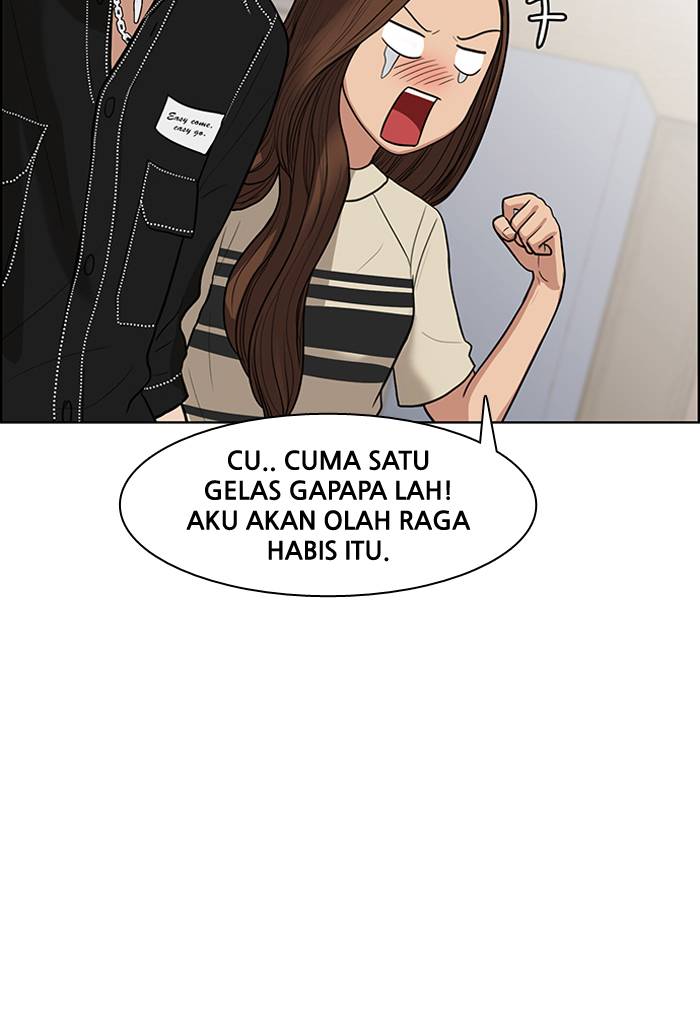 Easy come,
easy go.
CU.. CUMA SATU
GELAS GAPAPA LAH!
AKU AKAN OLAH RAGA
HABIS ITU.